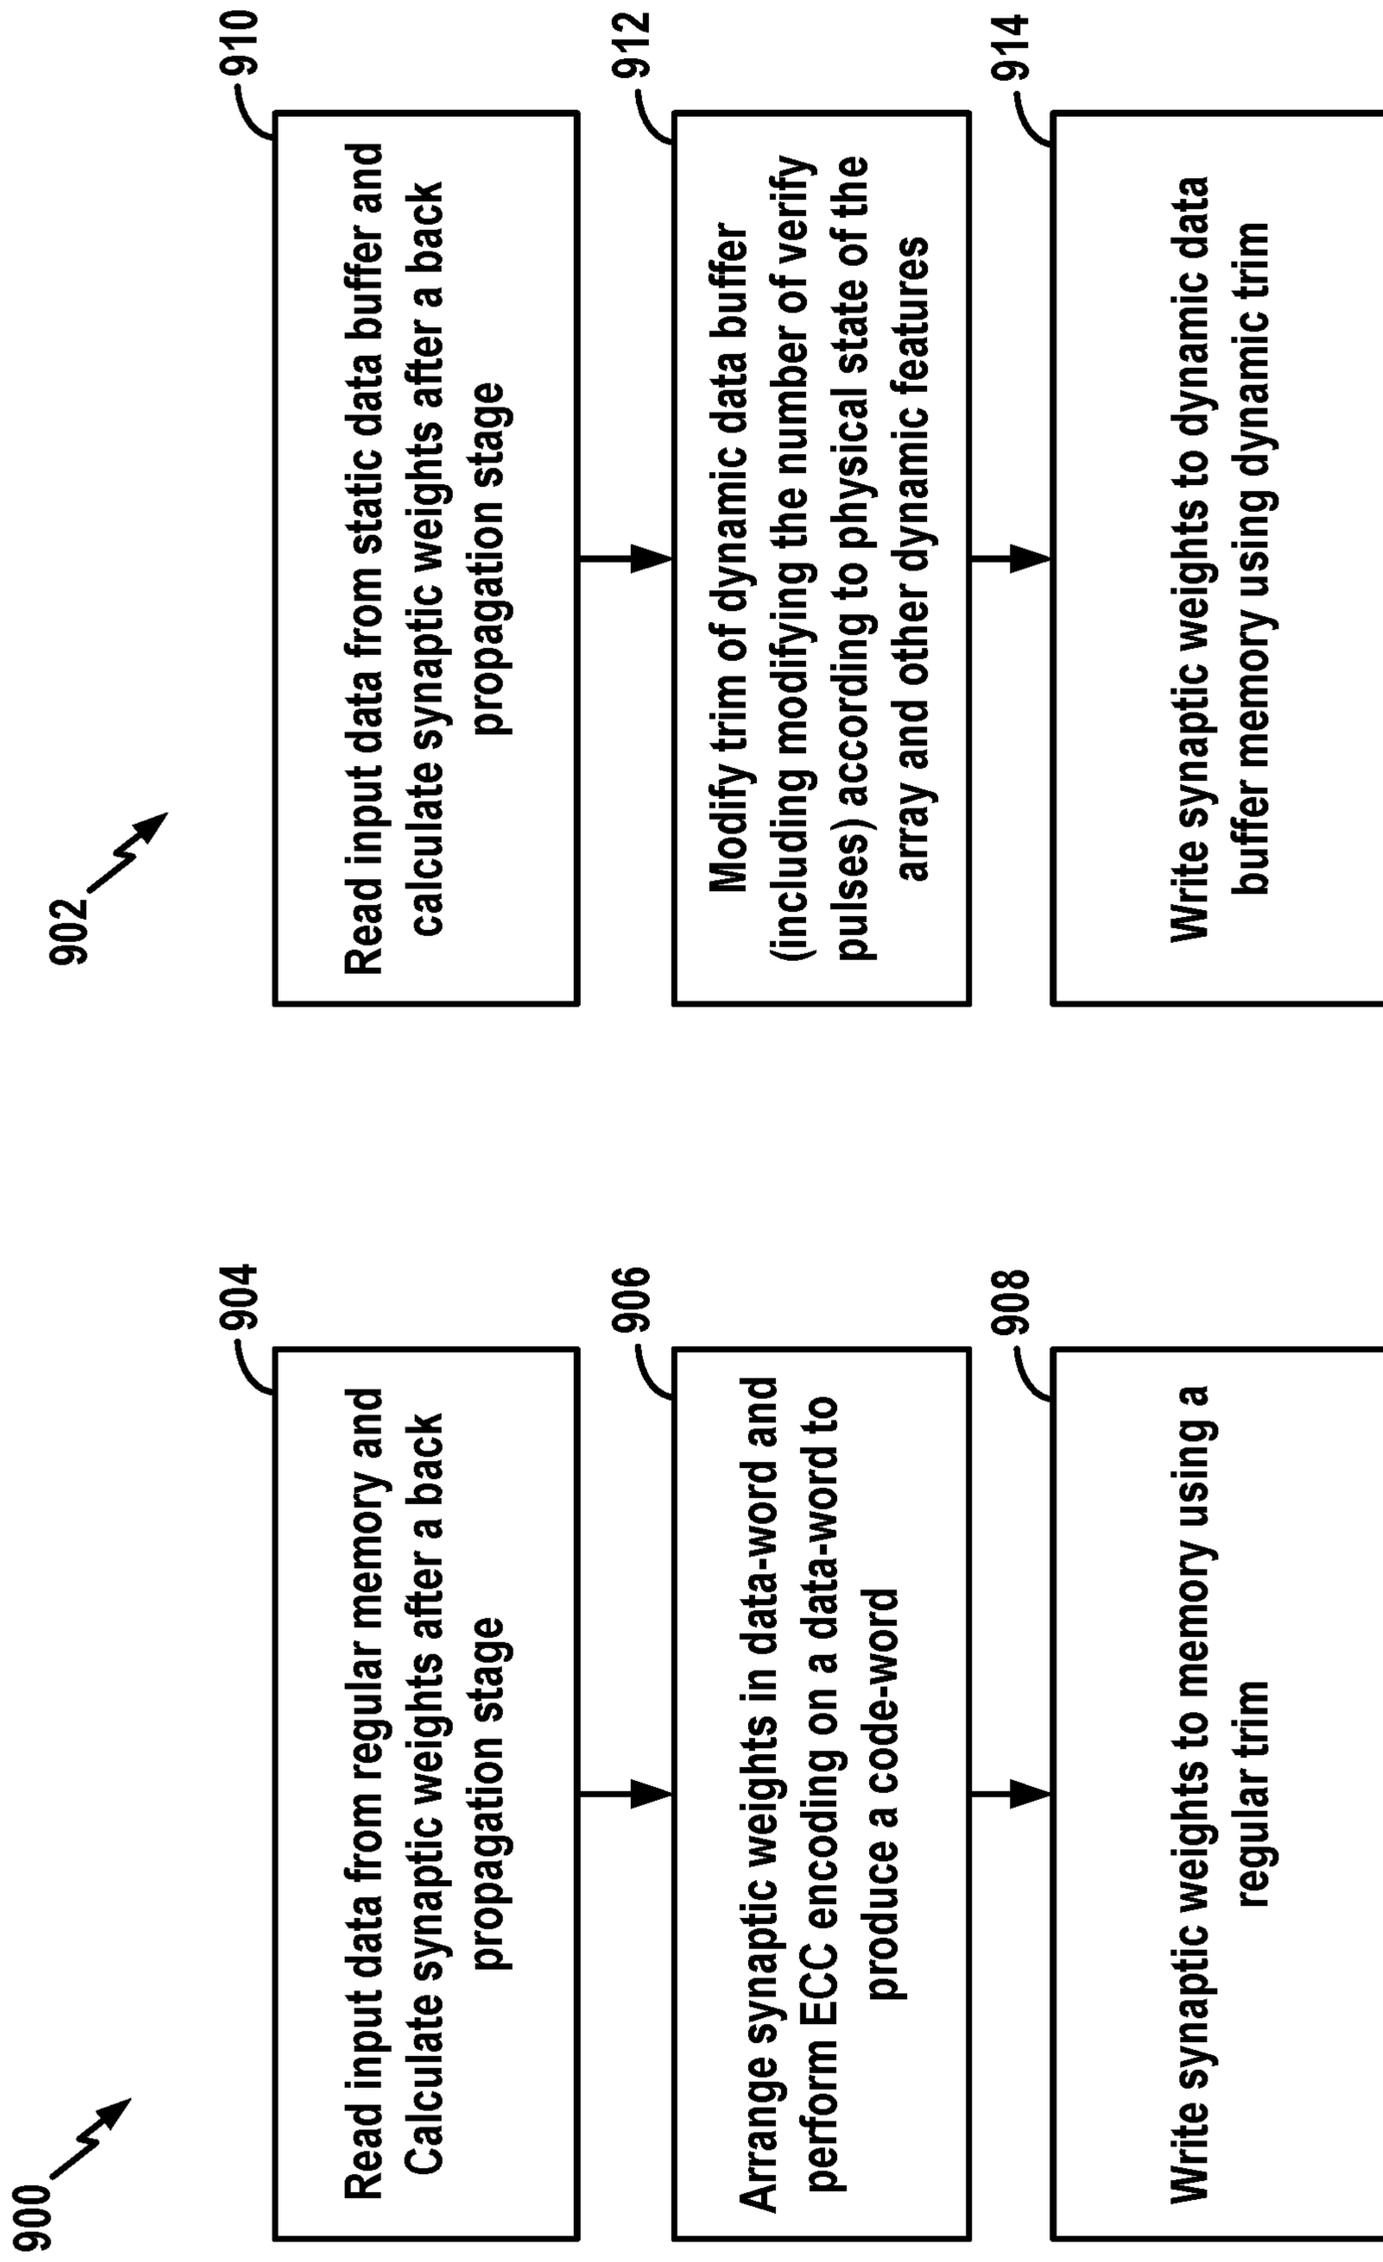 900
904
Read input data from regular memory and
Calculate synaptic weights after a back
propagation stage
906
Arrange synaptic weights in data-word and
perform ECC encoding on a data-word to
produce a code-word
908
Write synaptic weights to memory using a
regular trim
902
910
Read input data from static data buffer and
calculate synaptic weights after a back
propagation stage
912
Modify trim of dynamic data buffer
(including modifying the number of verify
pulses) according to physical state of the
array and other dynamic features
914
Write synaptic weights to dynamic data
buffer memory using dynamic trim